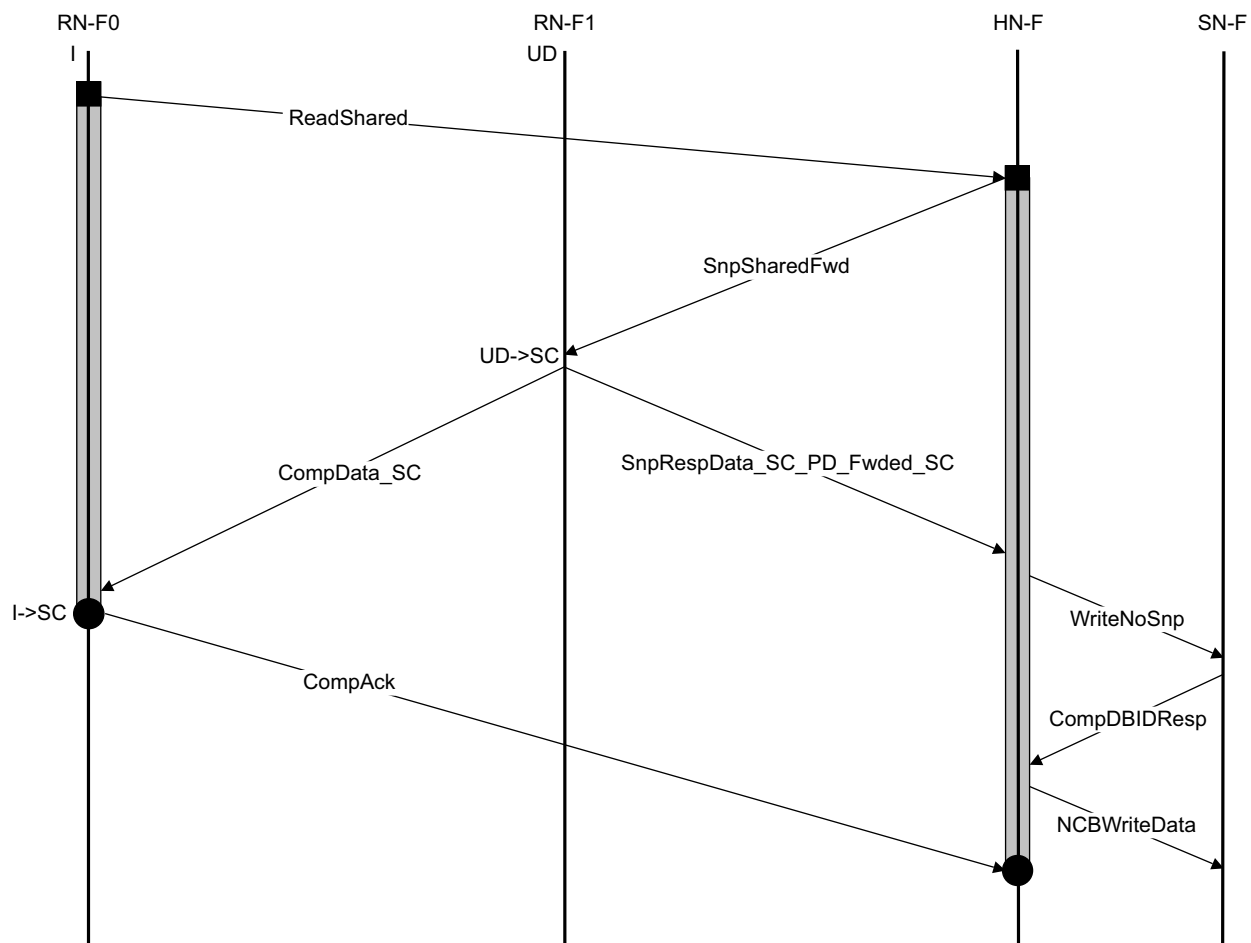 RN-F0 RN-F1 HN-F SN-F
I UD
ReadShared
SnpSharedFwd
UD->SC
SnpRespData_SC_PD_Fwded_SC
CompData_SC
I->SC
WriteNoSnp
CompAck
CompDBIDResp
NCBWriteData